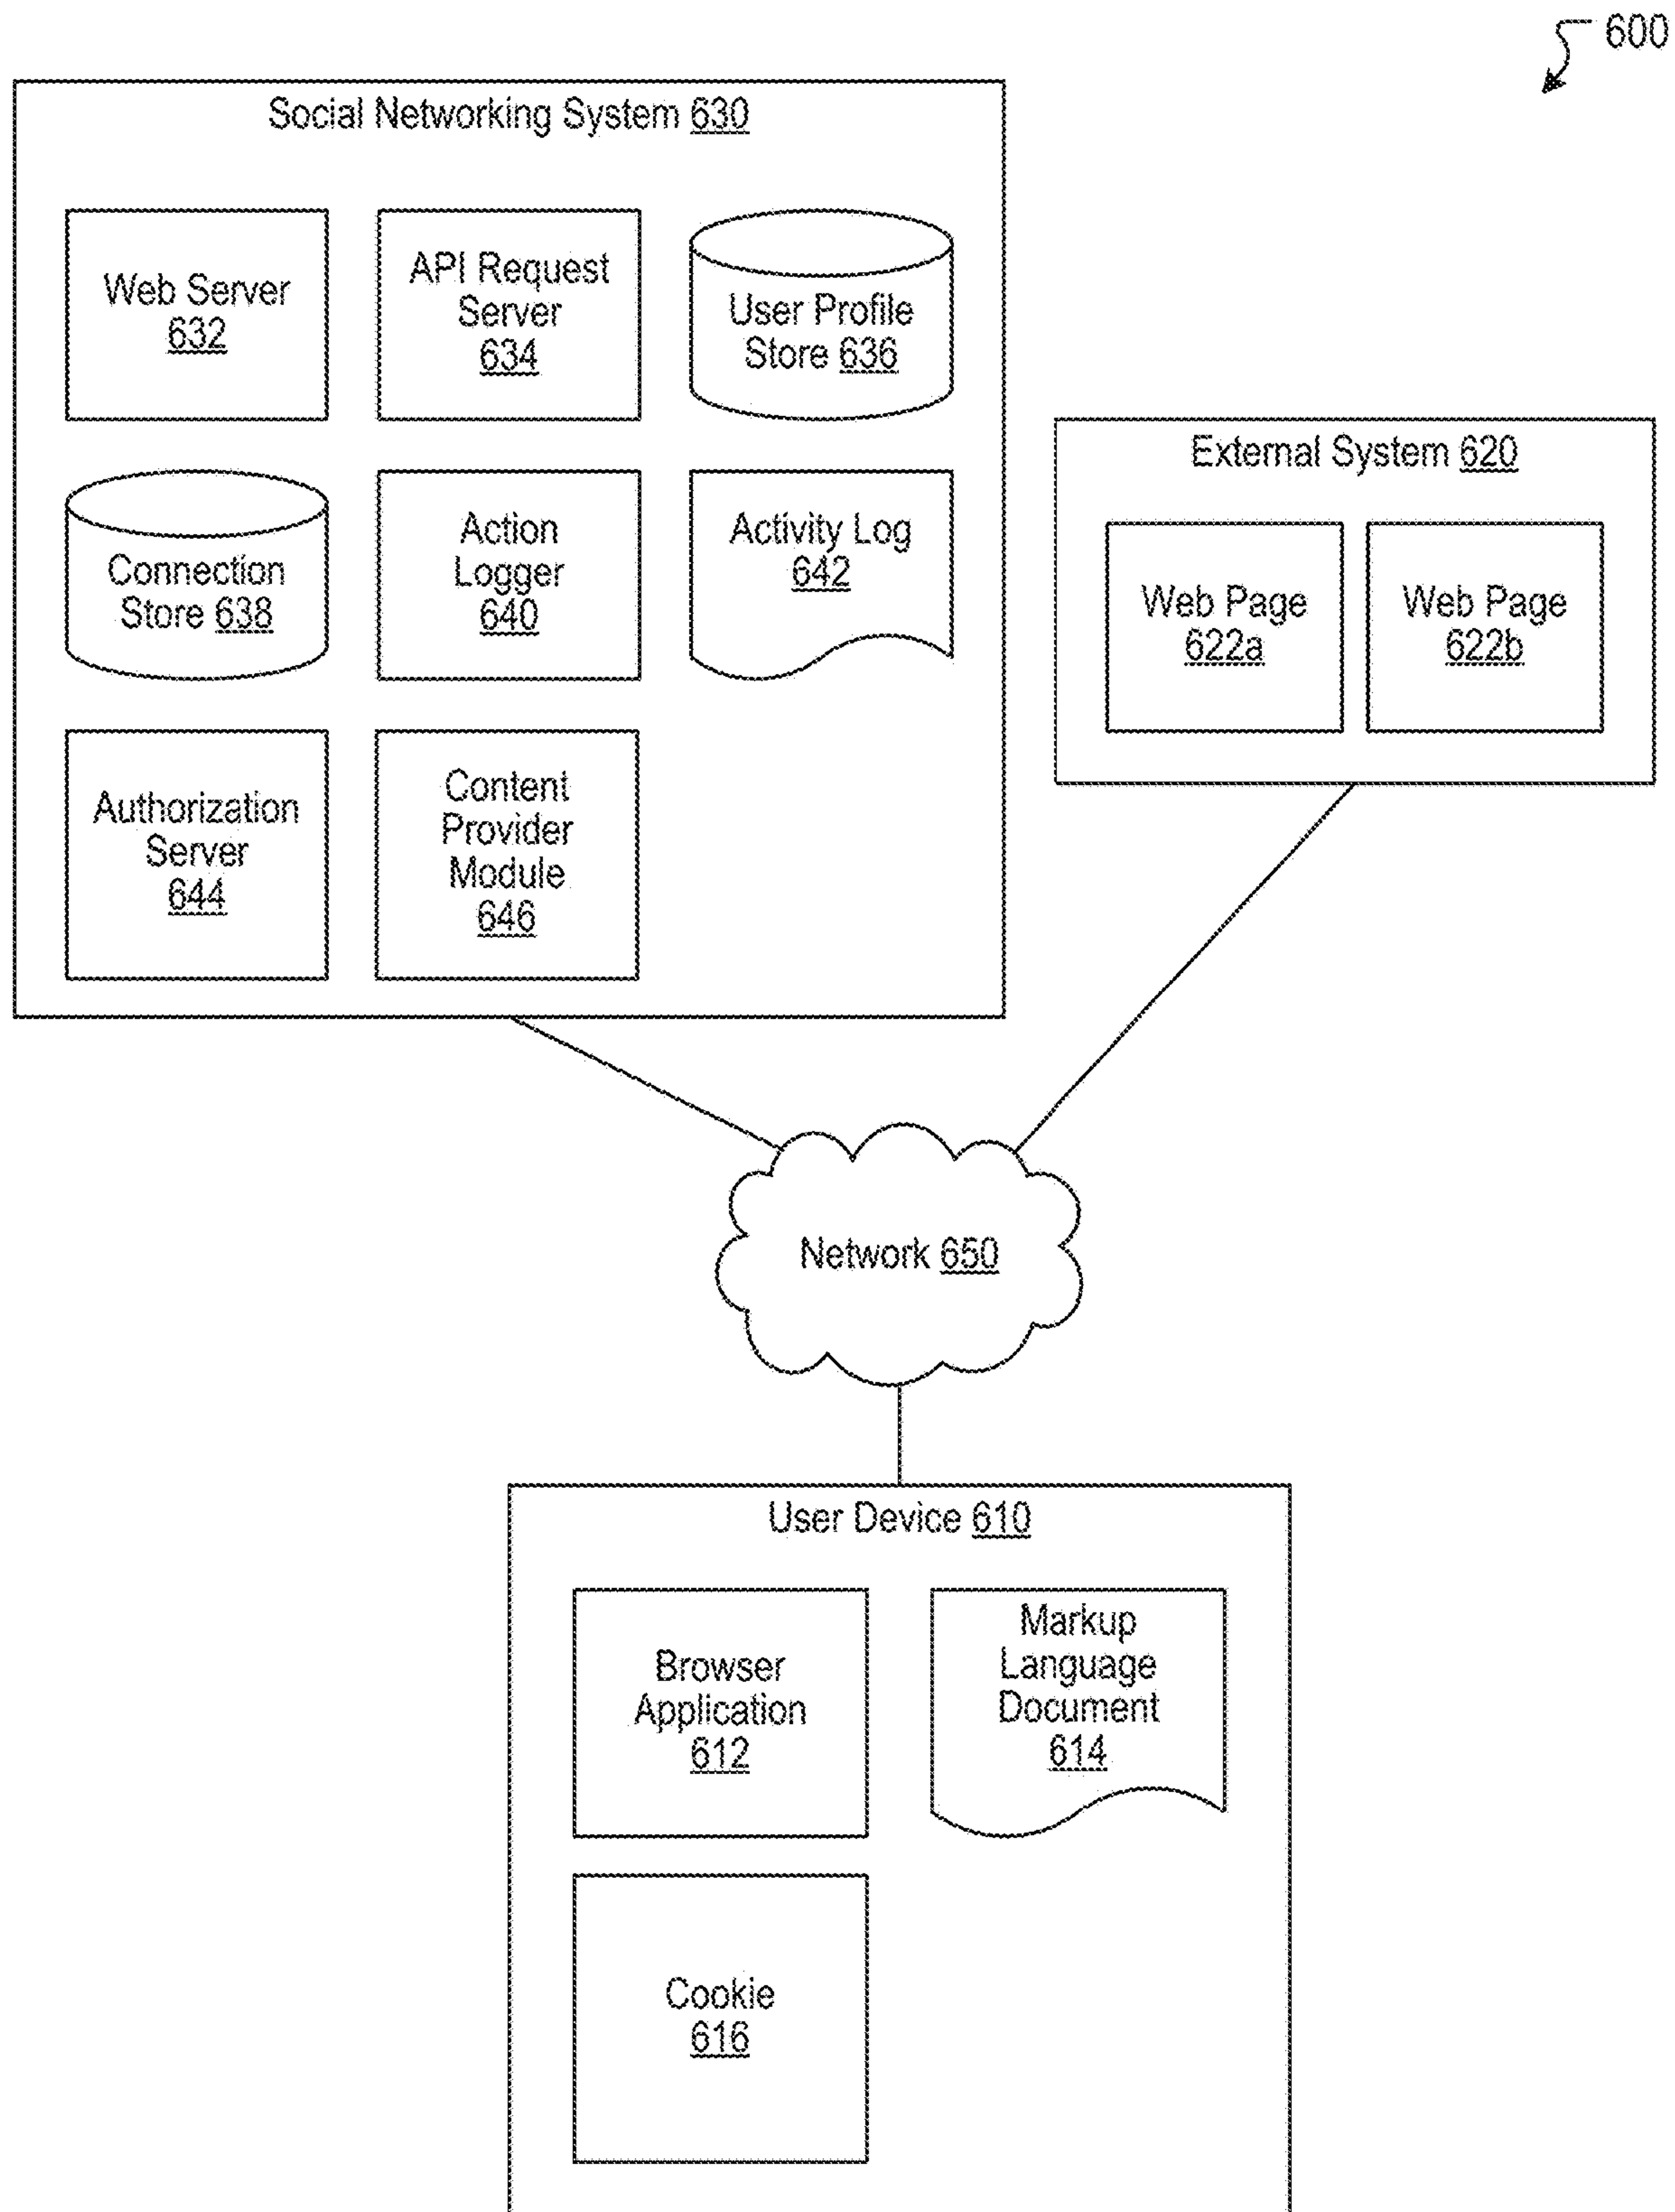 600
Social Networking System 630
Web Server
632
API Request
Server
634
User Profile
Store 636
Connection
Store 638
Action
Logger
640
Activity Log
642
Authorization
Server
644
Content
Provider
Module
646
External System 620
Web Page
622a
Web Page
622b
Network 650
User Device 610
Browser
Application
612
Markup
Language
Document
614
Cookie
616